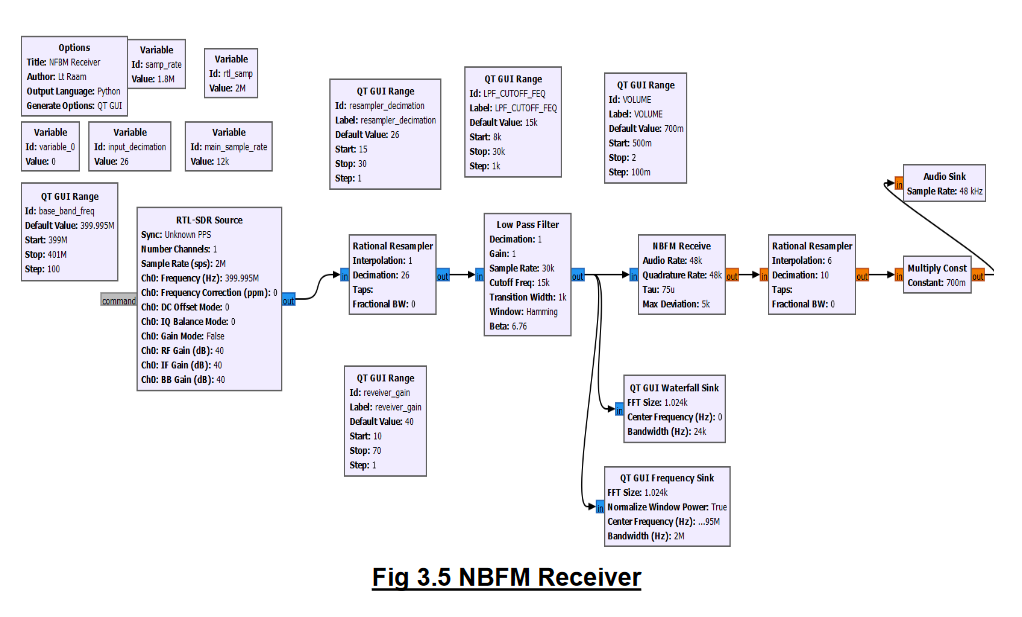 Options
Title: NFBM Receiver
Author: Lt Raam
Output Language: Python
Generate Options: QT GUI
Variable
Id: samp_rate
Value: 1.8M
Variable
Id: rtl_samp
Value: 2M
Variable
Id: variable_0
Value: 0
Variable
Id: input_decimation
Value: 26
Variable
Id: main_sample_rate
Value: 12k
QT GUI Range
Id: resampler_decimation
Label: resampler_decimation
Default Value: 26
Start: 15
Stop: 30
Step: 1
QT GUI Range
Id: LPF_CUTOFF_FEQ
Label: LPF_CUTOFF_FEQ
Default Value: 15k
Start: 8k
Stop: 30k
Step: 1k
QT GUI Range
Id: VOLUME
Label: VOLUME
Default Value: 700m
Start: 500m
Stop: 2
Step: 100m
QT GUI Range
Id: base_band_freq
Default Value: 399.995M
Start: 399M
Stop: 401M
Step: 100
RTL-SDR Source
Sync: Unknown PPS
Number Channels: 1
Sample Rate (sps): 2M
Ch0: Frequency (Hz): 399.995M
Ch0: Frequency Correction (ppm): 0
Ch0: DC Offset Mode: 0
Ch0: IQ Balance Mode: 0
Ch0: Gain Mode: False
Ch0: RF Gain (dB): 40
Ch0: IF Gain (dB): 40
Ch0: BB Gain (dB): 40
command
out
in
Rational Resampler
Interpolation: 1
Decimation: 26
Taps:
Fractional BW: 0
out
in
Low Pass Filter
Decimation: 1
Gain: 1
Sample Rate: 30k
Cutoff Freq: 15k
Transition Width: 1k
Window: Hamming
Beta: 6.76
out
in
NBFM Receive
Audio Rate: 48k
Quadrature Rate: 48k
Tau: 75u
Max Deviation: 5k
out
in
Rational Resampler
Interpolation: 6
Decimation: 10
Taps:
Fractional BW: 0
out
in
Multiply Const
Constant: 700m
out
in
Audio Sink
Sample Rate: 48 kHz
QT GUI Range
Id: reveiver_gain
Label: reveiver_gain
Default Value: 40
Start: 10
Stop: 70
Step: 1
in
QT GUI Waterfall Sink
FFT Size: 1.024k
Center Frequency (Hz): 0
Bandwidth (Hz): 24k
in
QT GUI Frequency Sink
FFT Size: 1.024k
Normalize Window Power: True
Center Frequency (Hz): ...95M
Bandwidth (Hz): 2M
Fig 3.5 NBFM Receiver